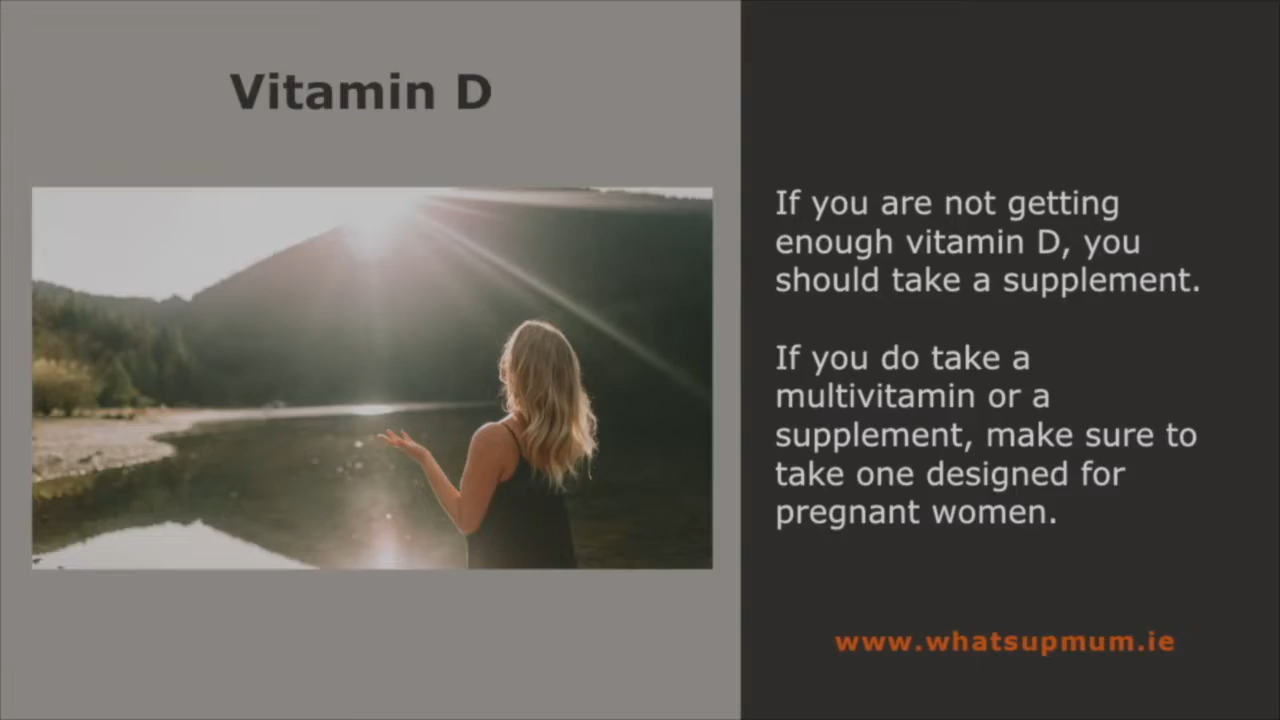 Vitamin D
If you are not getting
enough vitamin D, you
should take a supplement.
If you do take a
multivitamin or a
supplement, make sure to
take one designed for
pregnant women.
www.whatsupmum.ie